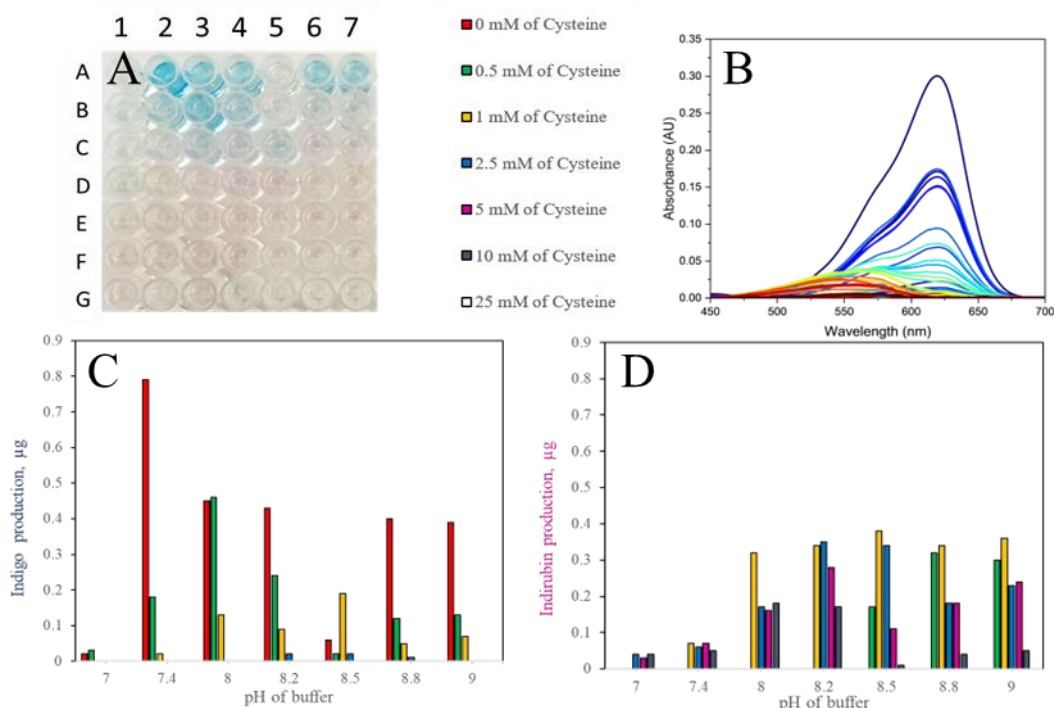 1 2 3 4 5 6 7
A
B
C
D
E
F
G
A
0 mM of Cysteine
0.5 mM of Cysteine
1 mM of Cysteine
2.5 mM of Cysteine
5 mM of Cysteine
10 mM of Cysteine
25 mM of Cysteine
B
Absorbance (AU)
0.35
0.30
0.25
0.20
0.15
0.10
0.05
0.00
450 500 550 600 650 700
Wavelength (nm)
C
Indigo production, µg
0.9
0.8
0.7
0.6
0.5
0.4
0.3
0.2
0.1
0
7 7.4 8 8.2 8.5 8.8 9
pH of buffer
D
Indirubin production, µg
0.9
0.8
0.7
0.6
0.5
0.4
0.3
0.2
0.1
0
7 7.4 8 8.2 8.5 8.8 9
pH of buffer